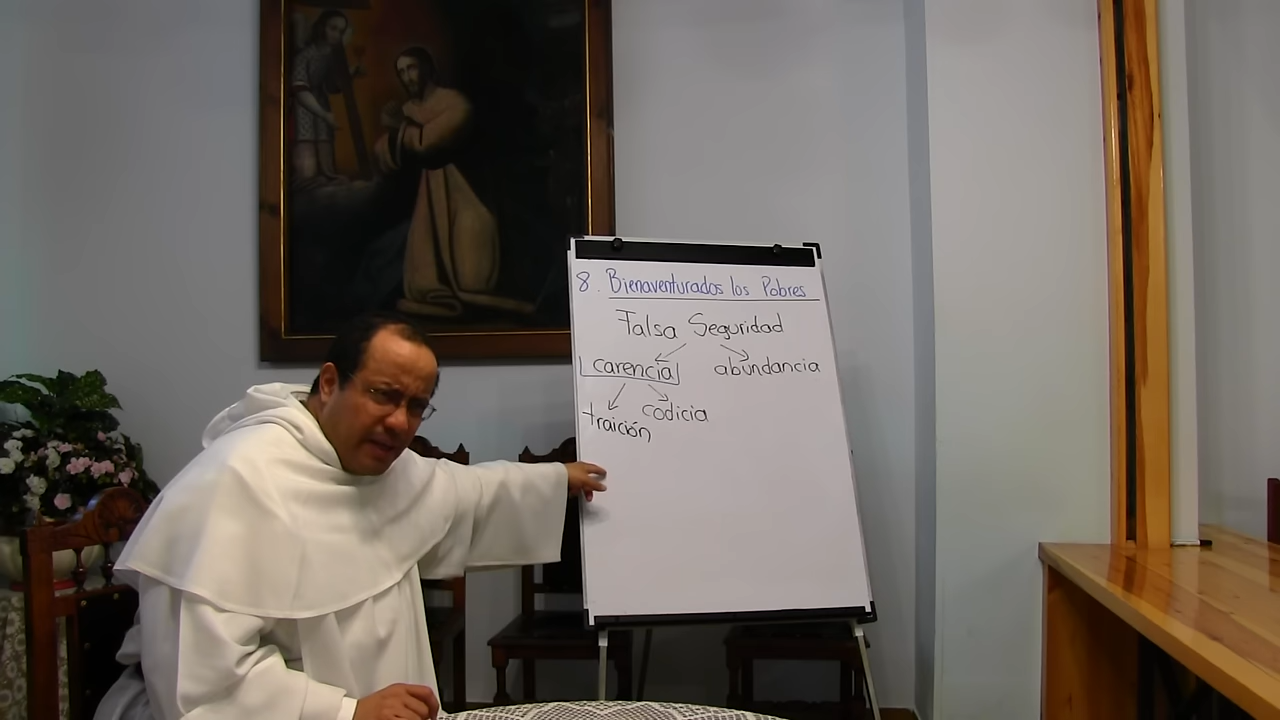 8. Bienaventurados los Pobres
Falsa Seguridad
carencia abundancia
traición codicia